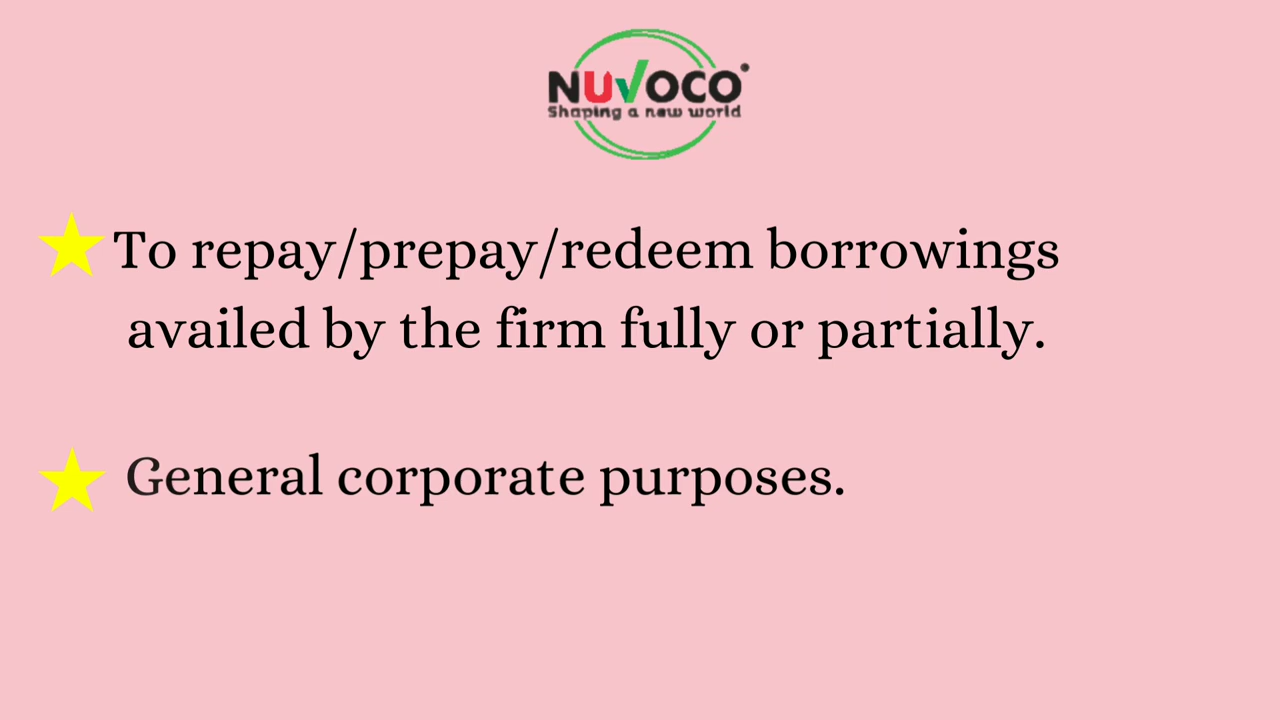 NUVOCO
Shaping a new world
To repay/prepay/redeem borrowings
availed by the firm fully or partially.
General corporate purposes.